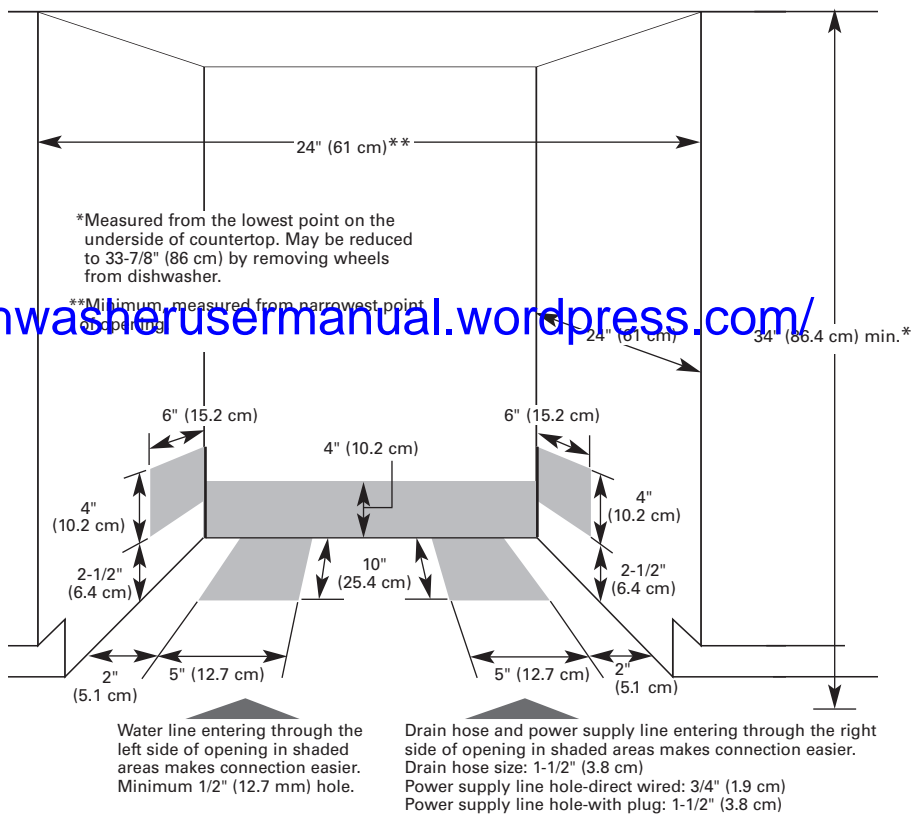 24" (61 cm)**
*Measured from the lowest point on the
underside of countertop. May be reduced
to 33-7/8" (86 cm) by removing wheels
from dishwasher.
**Minimum, measured from narrowest point
of opening
nwasherusermanual.wordpress.com/
24" (61 cm)
34" (86.4 cm) min.*
6" (15.2 cm)
6" (15.2 cm)
4" (10.2 cm)
4"
(10.2 cm)
4"
(10.2 cm)
2-1/2"
(6.4 cm)
10"
(25.4 cm)
2-1/2"
(6.4 cm)
2"
(5.1 cm)
5" (12.7 cm)
5" (12.7 cm)
2"
(5.1 cm)
Water line entering through the
left side of opening in shaded
areas makes connection easier.
Minimum 1/2" (12.7 mm) hole.
Drain hose and power supply line entering through the right
side of opening in shaded areas makes connection easier.
Drain hose size: 1-1/2" (3.8 cm)
Power supply line hole-direct wired: 3/4" (1.9 cm)
Power supply line hole-with plug: 1-1/2" (3.8 cm)